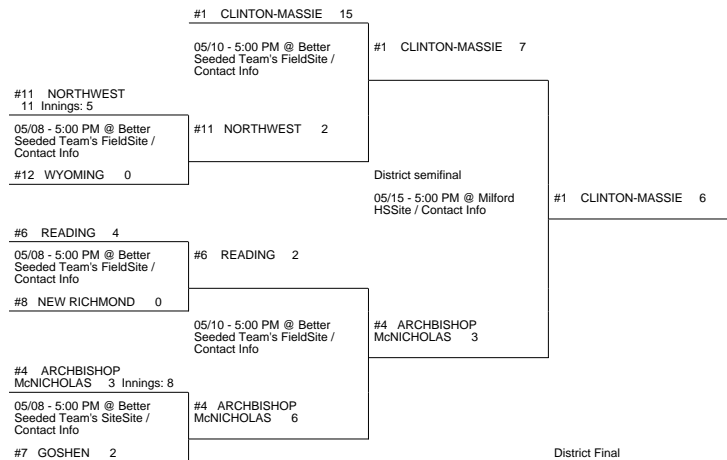 #1 CLINTON-MASSIE 15
05/10 - 5:00 PM @ Better
Seeded Team's FieldSite /
Contact Info
#1 CLINTON-MASSIE 7
#11 NORTHWEST
11 Innings: 5
05/08 - 5:00 PM @ Better
Seeded Team's FieldSite /
Contact Info
#11 NORTHWEST 2
#12 WYOMING 0
District semifinal
05/15 - 5:00 PM @ Milford
HSSite / Contact Info
#1 CLINTON-MASSIE 6
#6 READING 4
05/08 - 5:00 PM @ Better
Seeded Team's FieldSite /
Contact Info
#6 READING 2
#8 NEW RICHMOND 0
05/10 - 5:00 PM @ Better
Seeded Team's FieldSite /
Contact Info
#4 ARCHBISHOP
McNICHOLAS 3
#4 ARCHBISHOP
McNICHOLAS 3 Innings: 8
05/08 - 5:00 PM @ Better
Seeded Team's SiteSite /
Contact Info
#4 ARCHBISHOP
McNICHOLAS 6
#7 GOSHEN 2
District Final